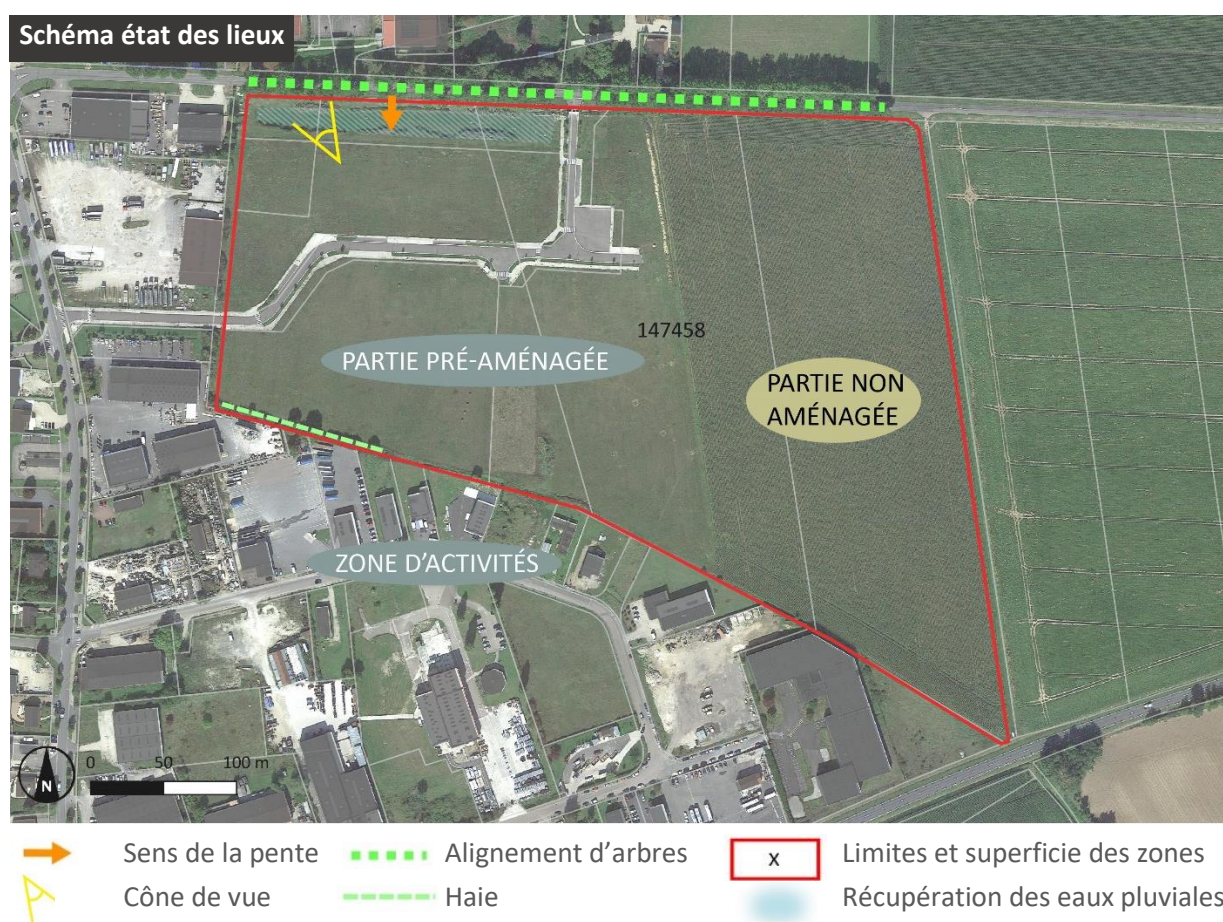 Schéma état des lieux
147458
PARTIE PRÉ-AMÉNAGÉE
PARTIE NON
AMÉNAGÉE
ZONE D'ACTIVITÉS
0 50 100 m
N
Sens de la pente
Alignement d'arbres
x
Limites et superficie des zones
Cône de vue
Haie
Récupération des eaux pluviales